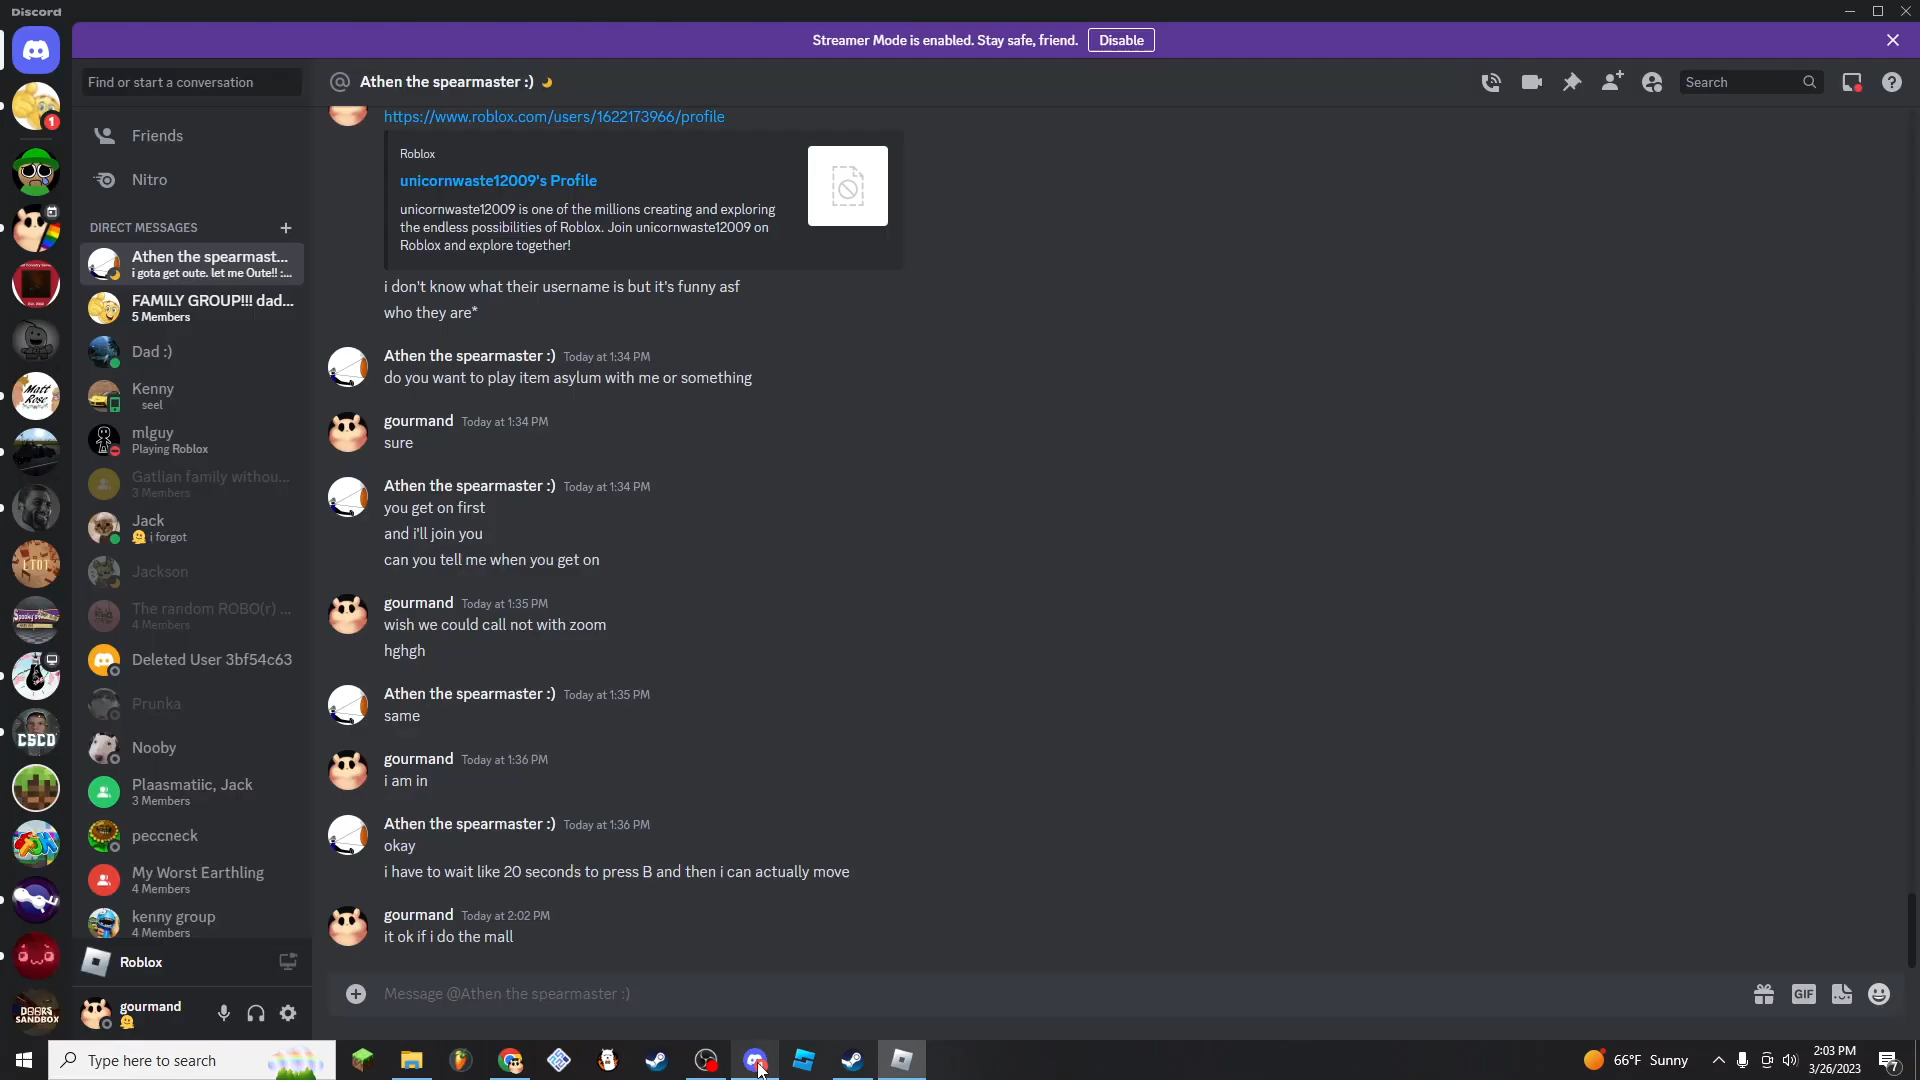 Discord
Streamer Mode is enabled. Stay safe, friend.
Disable
Find or start a conversation
Athen the spearmaster :)
Search
Friends
Nitro
DIRECT MESSAGES
Athen the spearmast...
i gota get oute. let me Oute!! :...
FAMILY GROUP!!! dad...
5 Members
Dad :)
Kenny
seel
mlguy
Playing Roblox
Gatlian family withou...
3 Members
Jack
i forgot
Jackson
The random ROBO(r) ...
4 Members
Deleted User 3bf54c63
Prunka
Nooby
Plaasmatiic, Jack
3 Members
peccneck
My Worst Earthling
4 Members
kenny group
4 Members
Roblox
gourmand
https://www.roblox.com/users/1622173966/profile
Roblox
unicornwaste12009's Profile
unicornwaste12009 is one of the millions creating and exploring
the endless possibilities of Roblox. Join unicornwaste12009 on
Roblox and explore together!
i don't know what their username is but it's funny asf
who they are*
Athen the spearmaster :) Today at 1:34 PM
do you want to play item asylum with me or something
gourmand Today at 1:34 PM
sure
Athen the spearmaster :) Today at 1:34 PM
you get on first
and i'll join you
can you tell me when you get on
gourmand Today at 1:35 PM
wish we could call not with zoom
hghgh
Athen the spearmaster :) Today at 1:35 PM
same
gourmand Today at 1:36 PM
i am in
Athen the spearmaster :) Today at 1:36 PM
okay
i have to wait like 20 seconds to press B and then i can actually move
gourmand Today at 2:02 PM
it ok if i do the mall
Message @Athen the spearmaster :)
GIF
1
Matt
Rose
CSCD
DOORS
SANDBOX
Type here to search
66°F Sunny
2:03 PM
3/26/2023
7